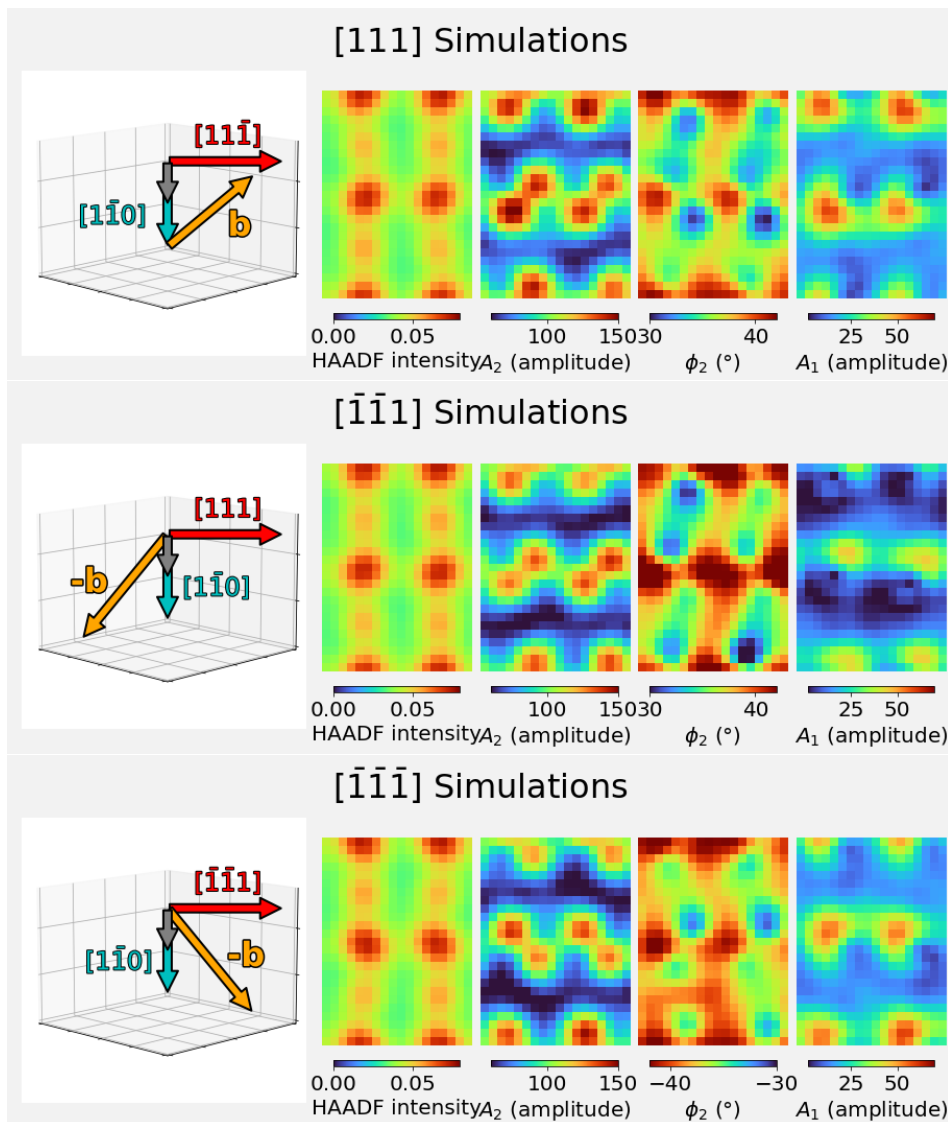 [111] Simulations
[111̄]
[11̄0]
b
0.00 0.05
HAADF intensity
100 150
A₂ (amplitude)
30 40
ϕ₂ (°)
25 50
A₁ (amplitude)
[1̄1̄1] Simulations
[111]
-b
[11̄0]
0.00 0.05
HAADF intensity
100 150
A₂ (amplitude)
30 40
ϕ₂ (°)
25 50
A₁ (amplitude)
[1̄1̄1̄] Simulations
[1̄1̄1]
[11̄0]
-b
0.00 0.05
HAADF intensity
100 150
A₂ (amplitude)
−40 −30
ϕ₂ (°)
25 50
A₁ (amplitude)